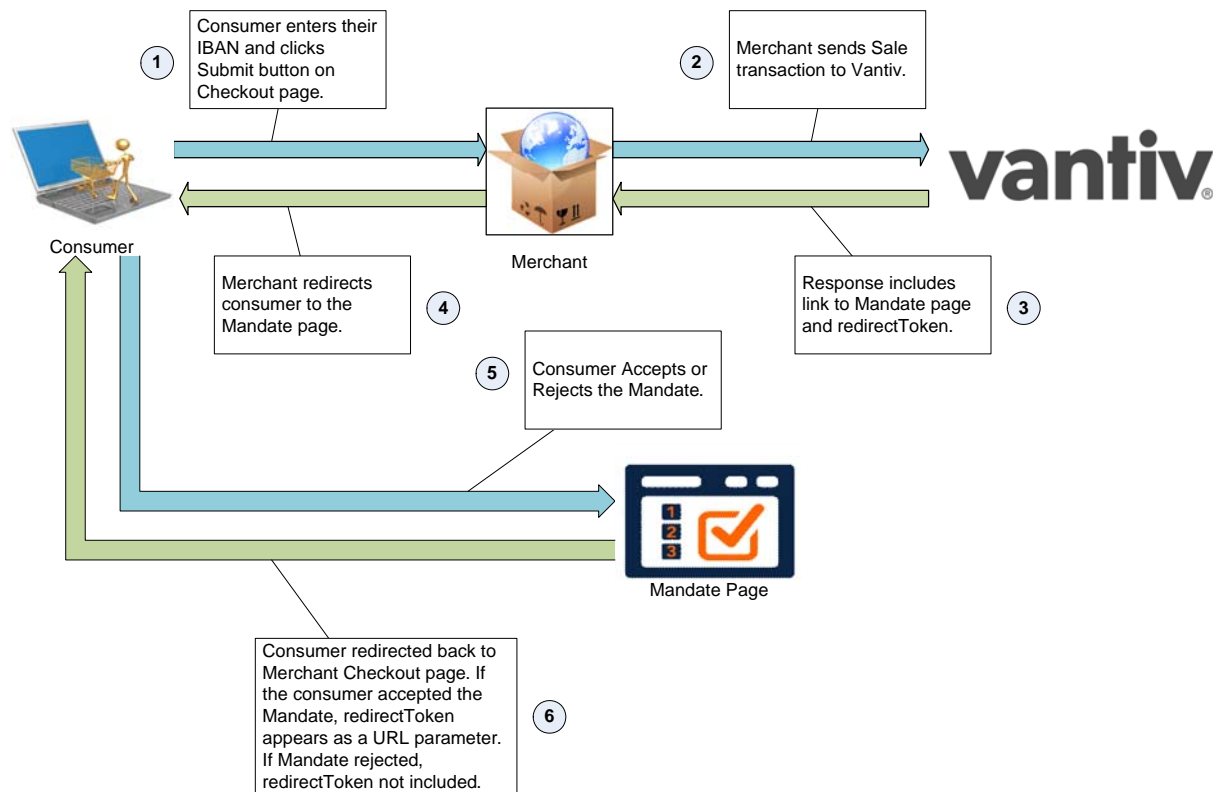 1
Consumer enters their
IBAN and clicks
Submit button on
Checkout page.
2
Merchant sends Sale
transaction to Vantiv.
vantiv®
Consumer
Merchant
Merchant redirects
consumer to the
Mandate page.
4
Response includes
link to Mandate page
and redirectToken.
3
5
Consumer Accepts or
Rejects the Mandate.
1
2
3
Mandate Page
Consumer redirected back to
Merchant Checkout page. If
the consumer accepted the
Mandate, redirectToken
appears as a URL parameter.
If Mandate rejected,
redirectToken not included.
6